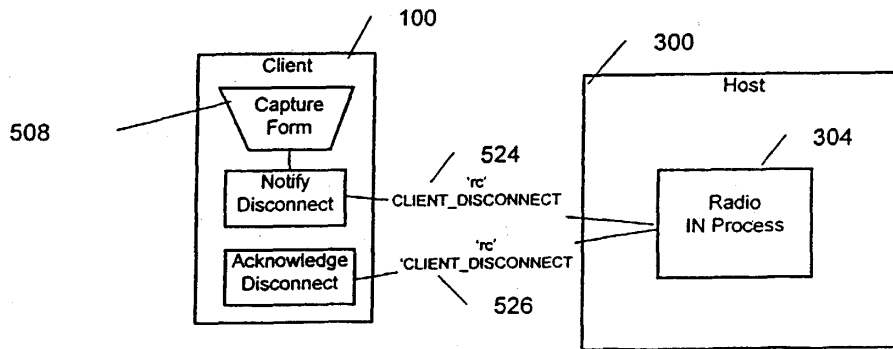 100
300
Client
Host
Capture
Form
508
524
304
Notify
Disconnect
'rc'
CLIENT_DISCONNECT
Radio
IN Process
Acknowledge
Disconnect
'rc'
'CLIENT_DISCONNECT
526